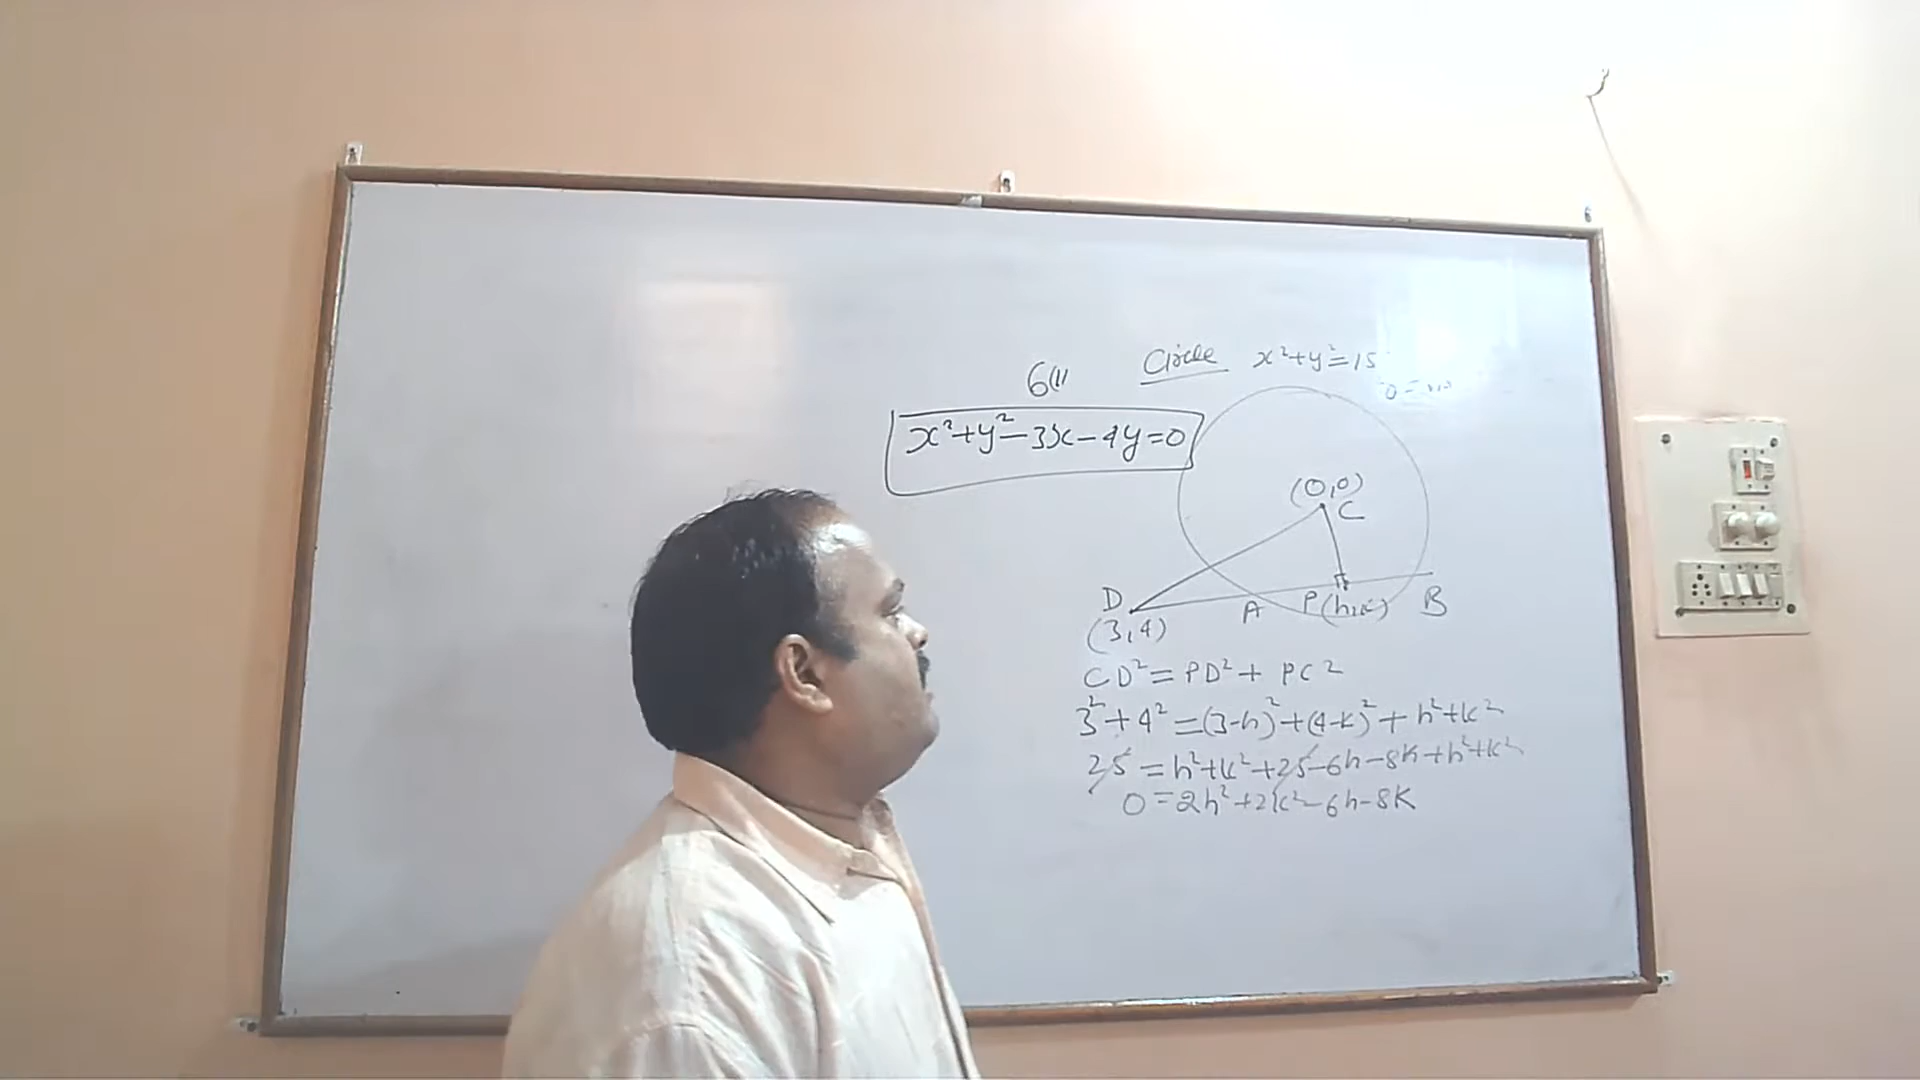 6(11
Circle x²+y²=15
x²+y²-3x-4y=0
(0,0)
C
D
(3,4)
A P(h,k) B
CD²=PD²+PC²
3²+4²=(3-h)²+(4-k)²+h²+k²
25=h²+k²+25-6h-8k+h²+k²
0=2h²+2k²-6h-8k